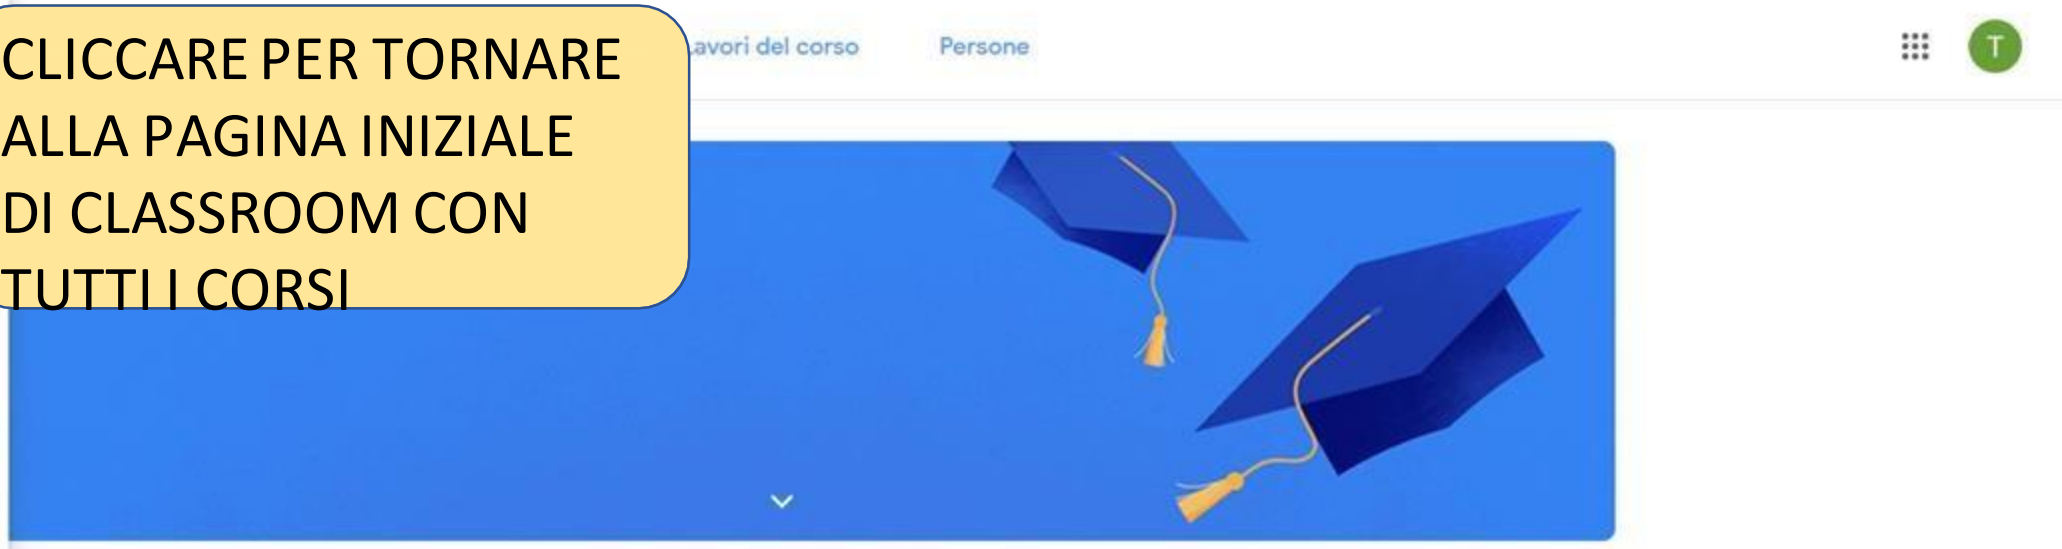 CLICCARE PER TORNARE
ALLA PAGINA INIZIALE
DI CLASSROOM CON
TUTTI I CORSI
avori del corso
Persone
T